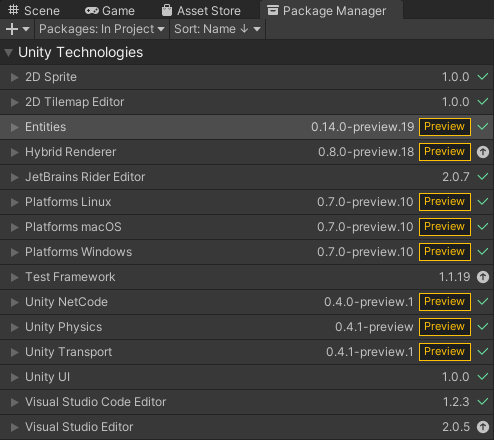 Scene Game Asset Store Package Manager
+ Packages: In Project Sort: Name ↓
Unity Technologies
2D Sprite 1.0.0
2D Tilemap Editor 1.0.0
Entities 0.14.0-preview.19 Preview
Hybrid Renderer 0.8.0-preview.18 Preview
JetBrains Rider Editor 2.0.7
Platforms Linux 0.7.0-preview.10 Preview
Platforms macOS 0.7.0-preview.10 Preview
Platforms Windows 0.7.0-preview.10 Preview
Test Framework 1.1.19
Unity NetCode 0.4.0-preview.1 Preview
Unity Physics 0.4.1-preview Preview
Unity Transport 0.4.1-preview.1 Preview
Unity UI 1.0.0
Visual Studio Code Editor 1.2.3
Visual Studio Editor 2.0.5